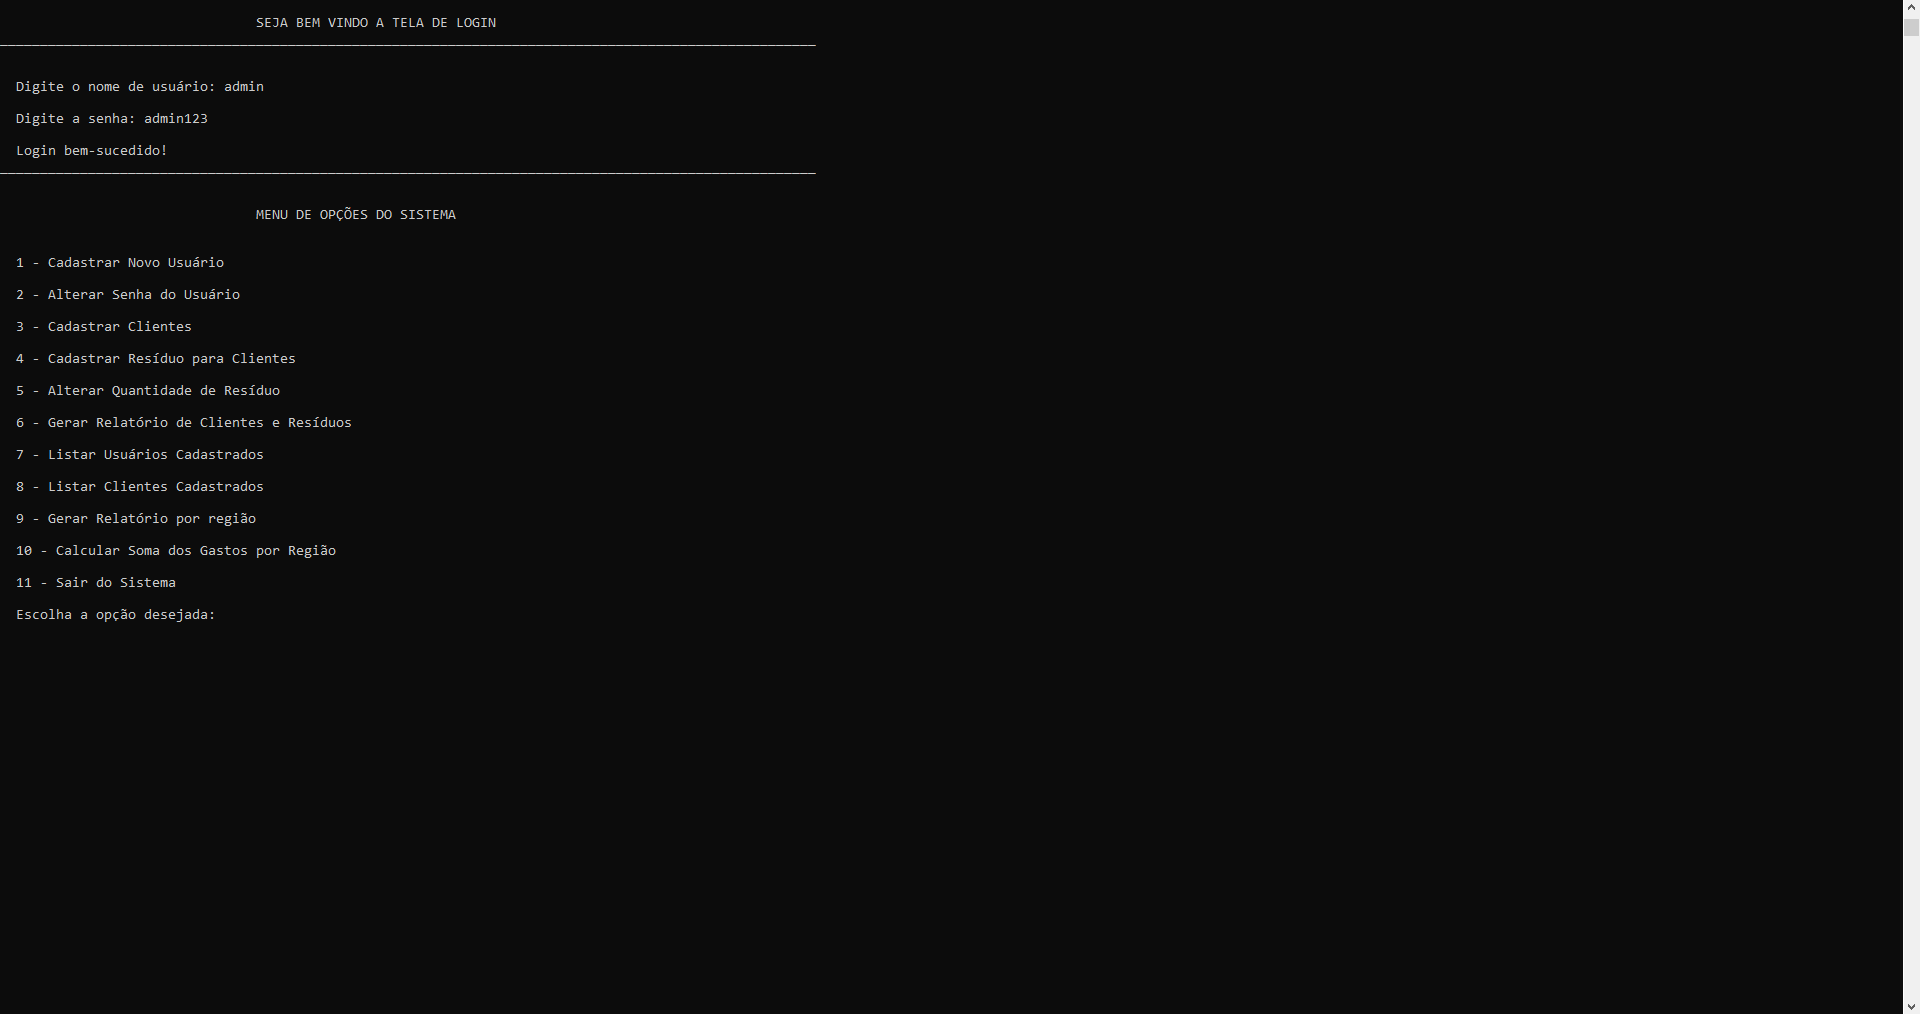 SEJA BEM VINDO A TELA DE LOGIN
Digite o nome de usuário: admin
Digite a senha: admin123
Login bem-sucedido!
MENU DE OPÇÕES DO SISTEMA
1 - Cadastrar Novo Usuário
2 - Alterar Senha do Usuário
3 - Cadastrar Clientes
4 - Cadastrar Resíduo para Clientes
5 - Alterar Quantidade de Resíduo
6 - Gerar Relatório de Clientes e Resíduos
7 - Listar Usuários Cadastrados
8 - Listar Clientes Cadastrados
9 - Gerar Relatório por região
10 - Calcular Soma dos Gastos por Região
11 - Sair do Sistema
Escolha a opção desejada: